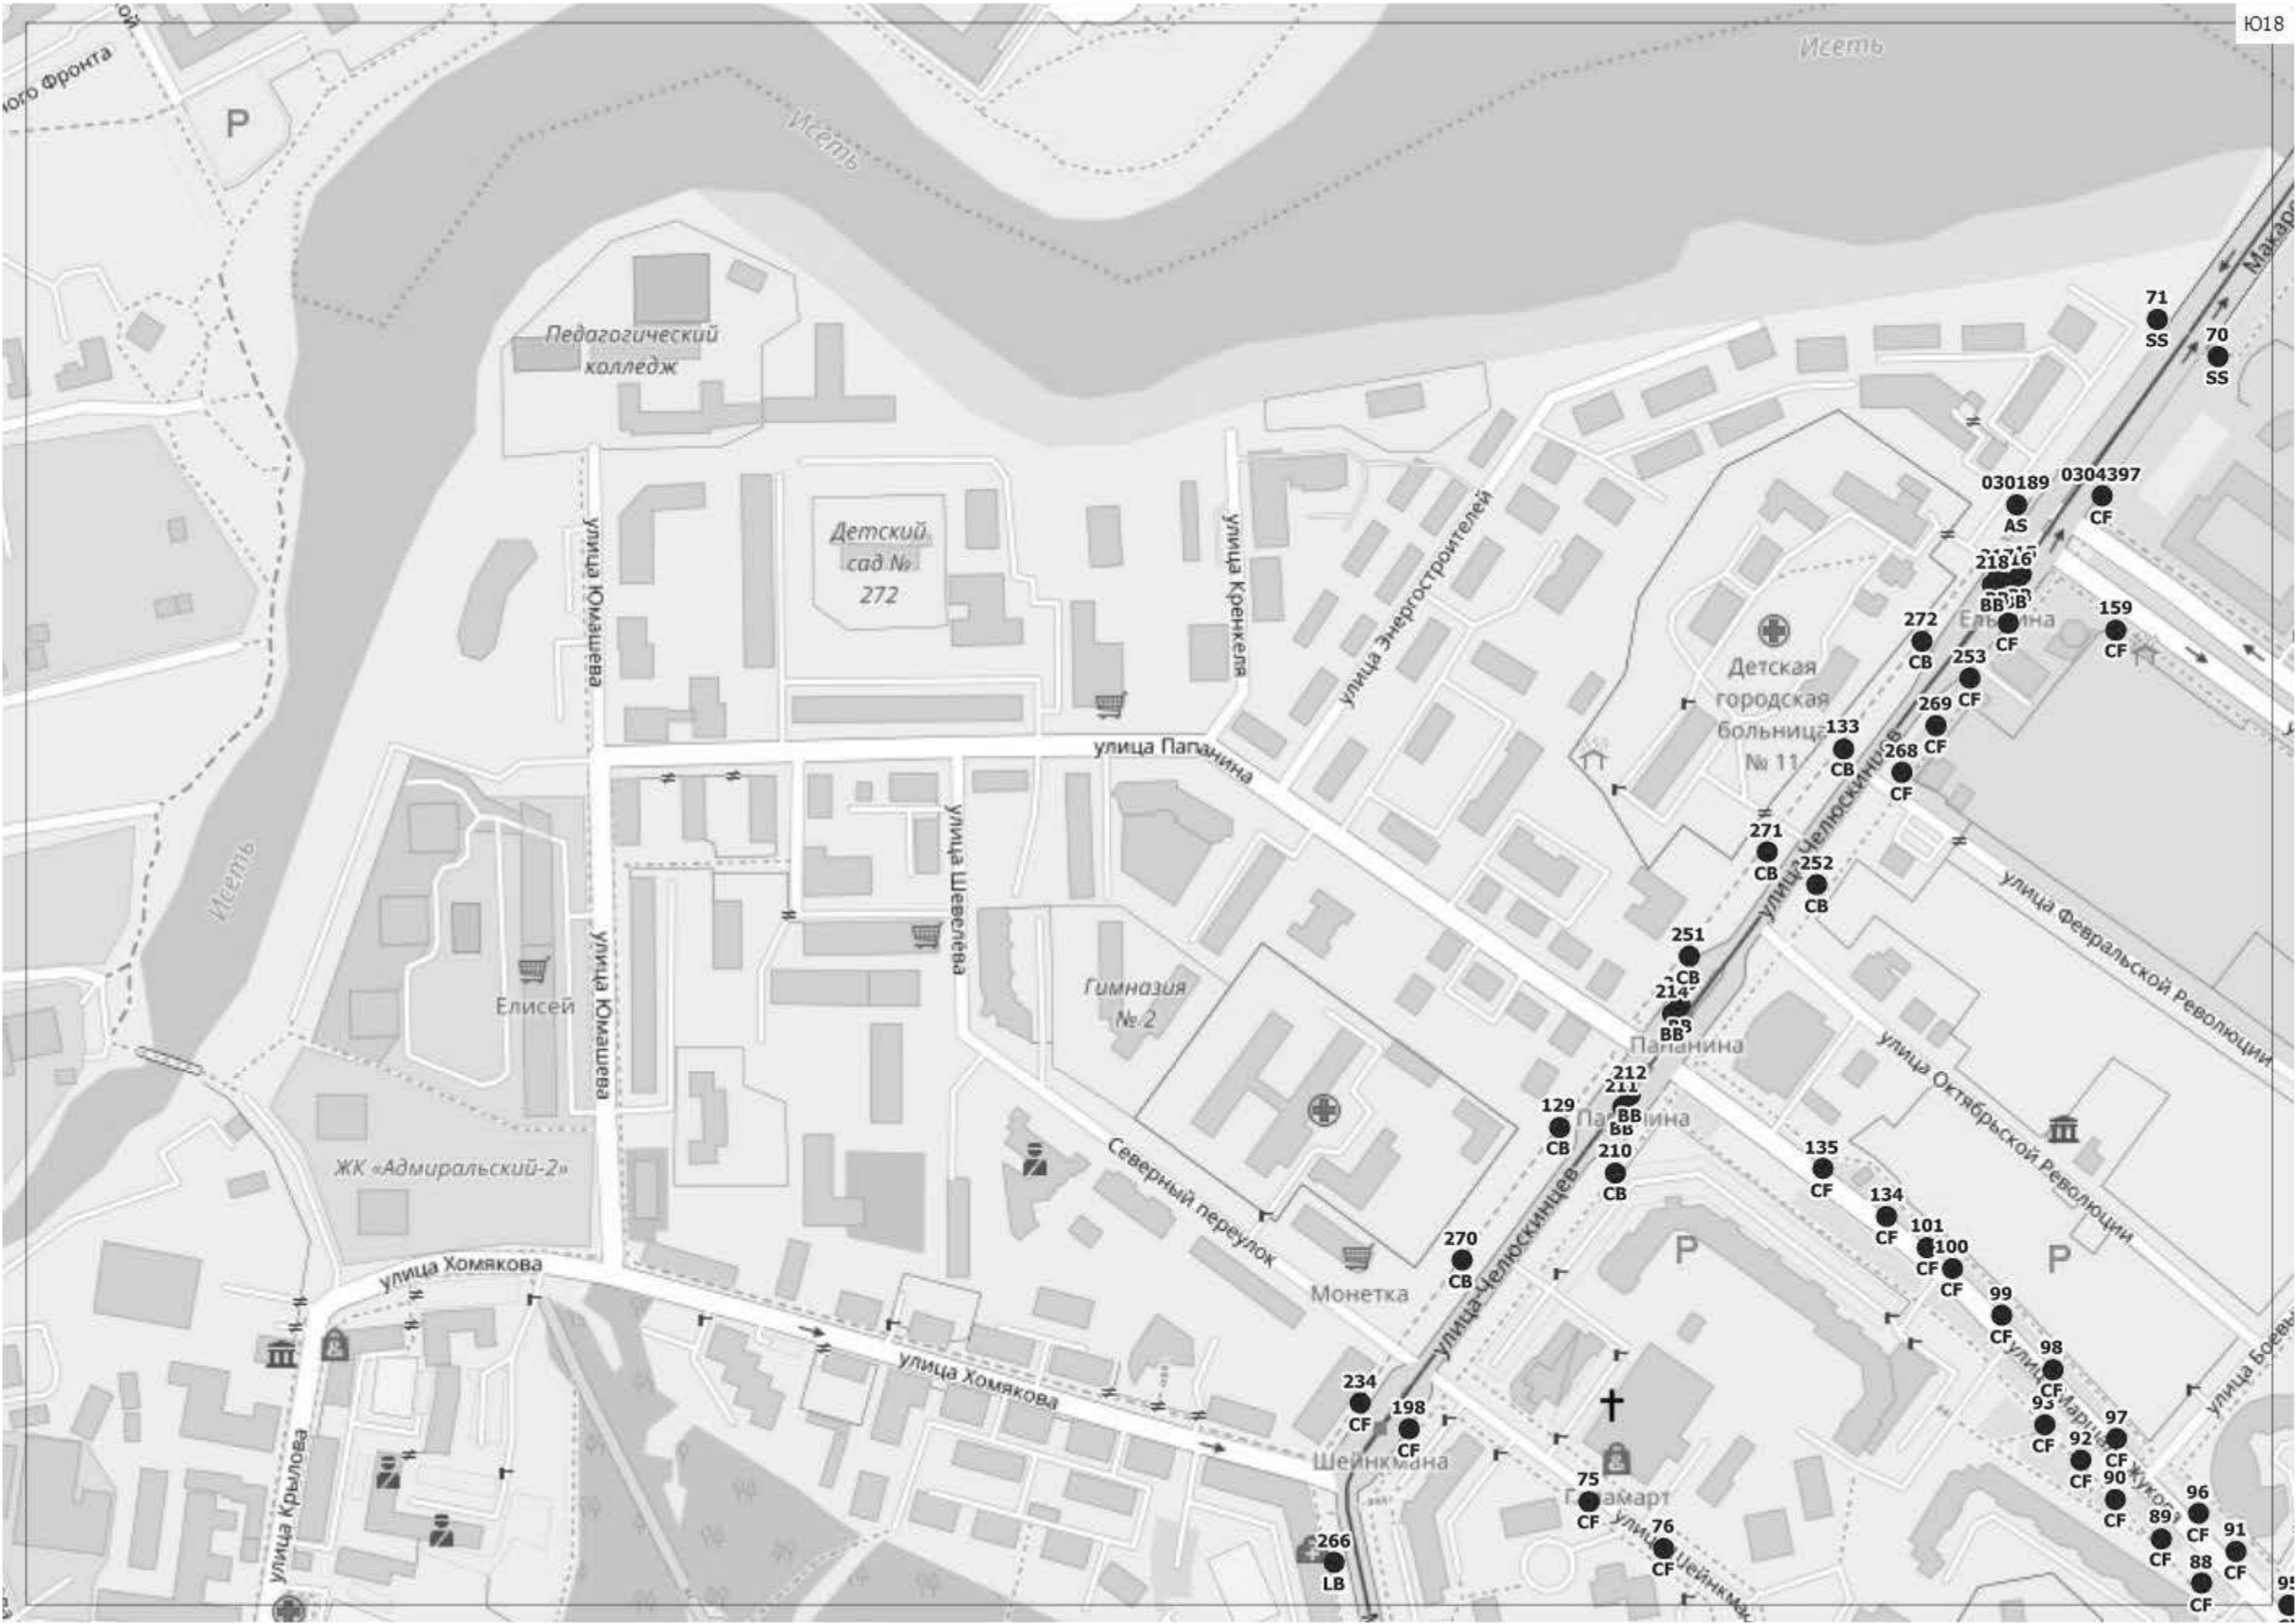 Ю18
Исеть
ного Фронта
P
Исеть
Макаро
71
SS
Педагогический
колледж
70
SS
030189
AS
0304397
CF
улица Юмашева
Детский
сад №
272
улица Кренкеля
улица Энергостроителей
218
BB
CF
159
CF
272
CB
253
CF
Детская
городская
больница
№ 11
269
CF
133
CB
268
CF
улица Папанина
улица Челюскинцев
271
CB
252
CB
улица Шевелёва
Исеть
улица Февральской Революции
251
CB
214
BB
улица Юмашева
Елисей
Гимназия
№ 2
Папанина
улица Октябрьской Революции
212
211
BB
BB
129
CB
210
CB
135
CF
ЖК «Адмиральский-2»
Северный переулок
134
CF
101
CF
100
CF
P
P
270
CB
улица Хомякова
Монетка
улица Челюскинцев
99
CF
98
CF
улица Хомякова
234
CF
198
CF
93
CF
92
CF
97
CF
Шейнкмана
улица Крылова
75
CF
90
CF
96
CF
89
CF
76
CF
91
CF
266
LB
88
CF
95